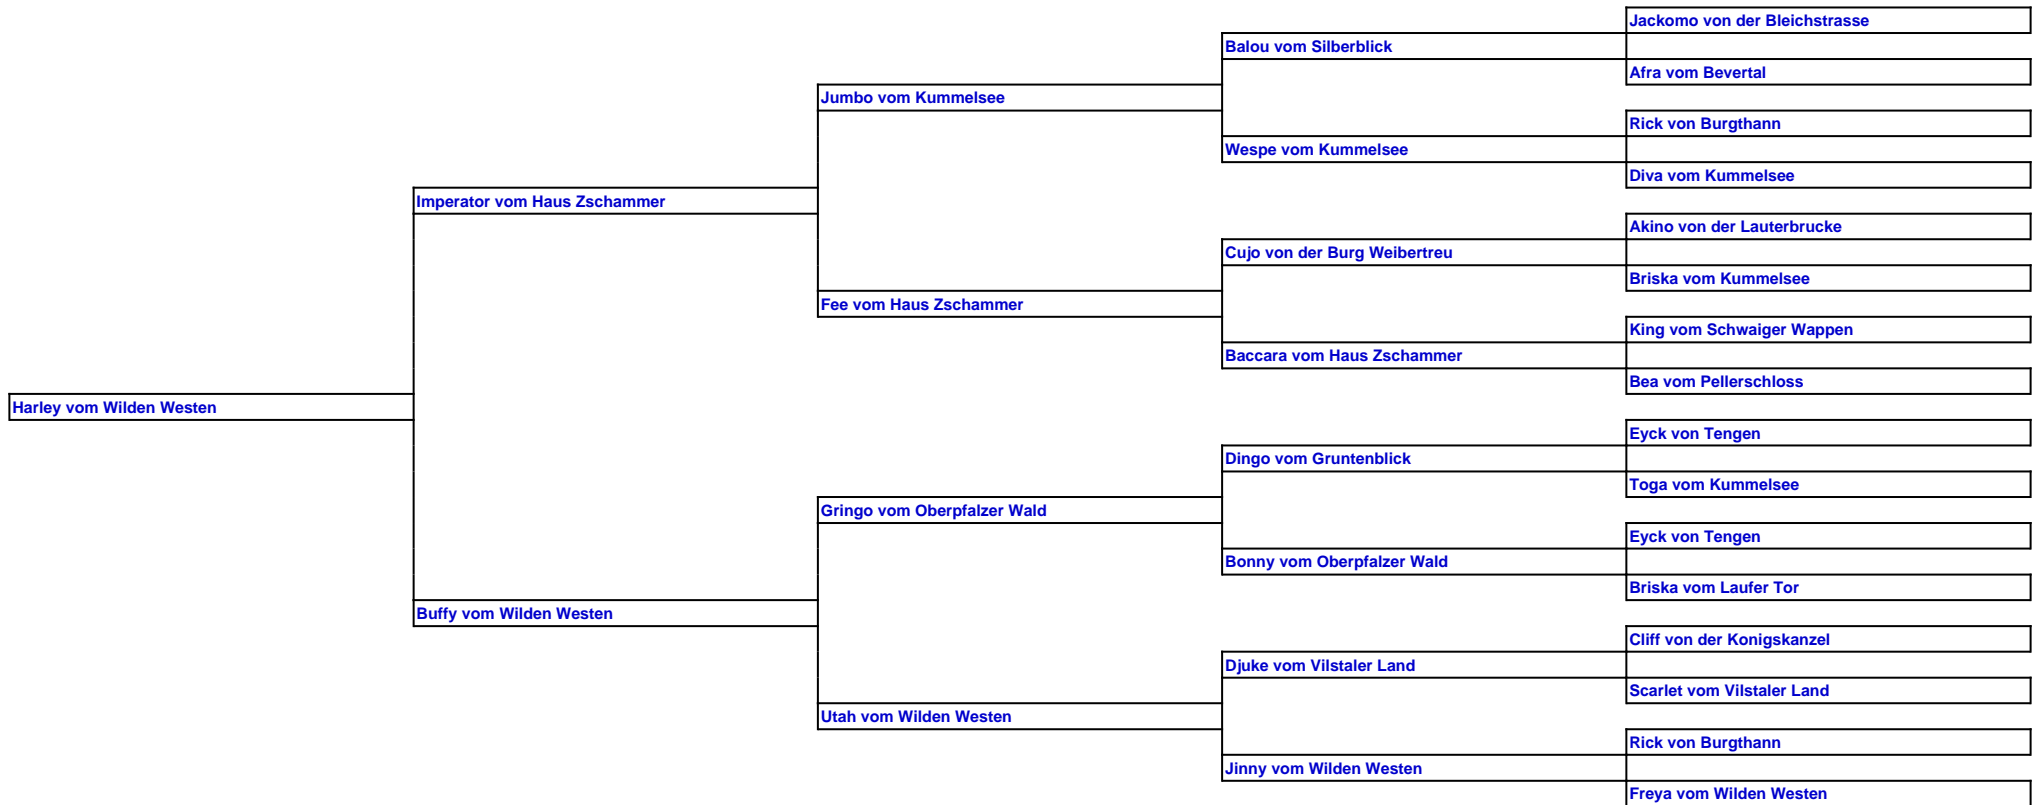 Jackomo von der Bleichstrasse
Balou vom Silberblick
Afra vom Bevertal
Jumbo vom Kummelsee
Rick von Burgthann
Wespe vom Kummelsee
Diva vom Kummelsee
Imperator vom Haus Zschammer
Akino von der Lauterbrucke
Cujo von der Burg Weibertreu
Briska vom Kummelsee
Fee vom Haus Zschammer
King vom Schwaiger Wappen
Baccara vom Haus Zschammer
Bea vom Pellerschloss
Harley vom Wilden Westen
Eyck von Tengen
Dingo vom Gruntenblick
Toga vom Kummelsee
Gringo vom Oberpfalzer Wald
Eyck von Tengen
Bonny vom Oberpfalzer Wald
Briska vom Laufer Tor
Buffy vom Wilden Westen
Cliff von der Konigskanzel
Djuke vom Vilstaler Land
Scarlet vom Vilstaler Land
Utah vom Wilden Westen
Rick von Burgthann
Jinny vom Wilden Westen
Freya vom Wilden Westen